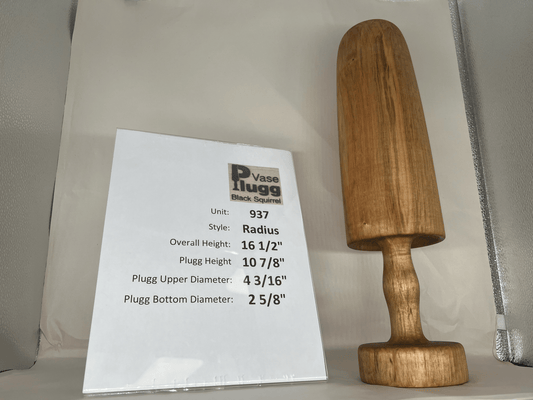 Vase
Plugg
Black Squirrel
Unit: 937
Style: Radius
Overall Height: 16 1/2"
Plugg Height 10 7/8"
Plugg Upper Diameter: 4 3/16"
Plugg Bottom Diameter: 2 5/8"